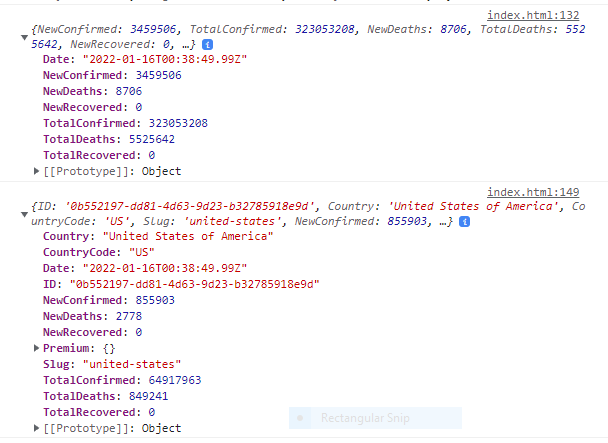 index.html:132
{NewConfirmed: 3459506, TotalConfirmed: 323053208, NewDeaths: 8706, TotalDeaths: 552
5642, NewRecovered: 0, …} i
Date: "2022-01-16T00:38:49.99Z"
NewConfirmed: 3459506
NewDeaths: 8706
NewRecovered: 0
TotalConfirmed: 323053208
TotalDeaths: 5525642
TotalRecovered: 0
[[Prototype]]: Object
index.html:149
{ID: '0b552197-dd81-4d63-9d23-b32785918e9d', Country: 'United States of America', Co
untryCode: 'US', Slug: 'united-states', NewConfirmed: 855903, …} i
Country: "United States of America"
CountryCode: "US"
Date: "2022-01-16T00:38:49.99Z"
ID: "0b552197-dd81-4d63-9d23-b32785918e9d"
NewConfirmed: 855903
NewDeaths: 2778
NewRecovered: 0
Premium: {}
Slug: "united-states"
TotalConfirmed: 64917963
TotalDeaths: 849241
TotalRecovered: 0
Rectangular Snip
[[Prototype]]: Object